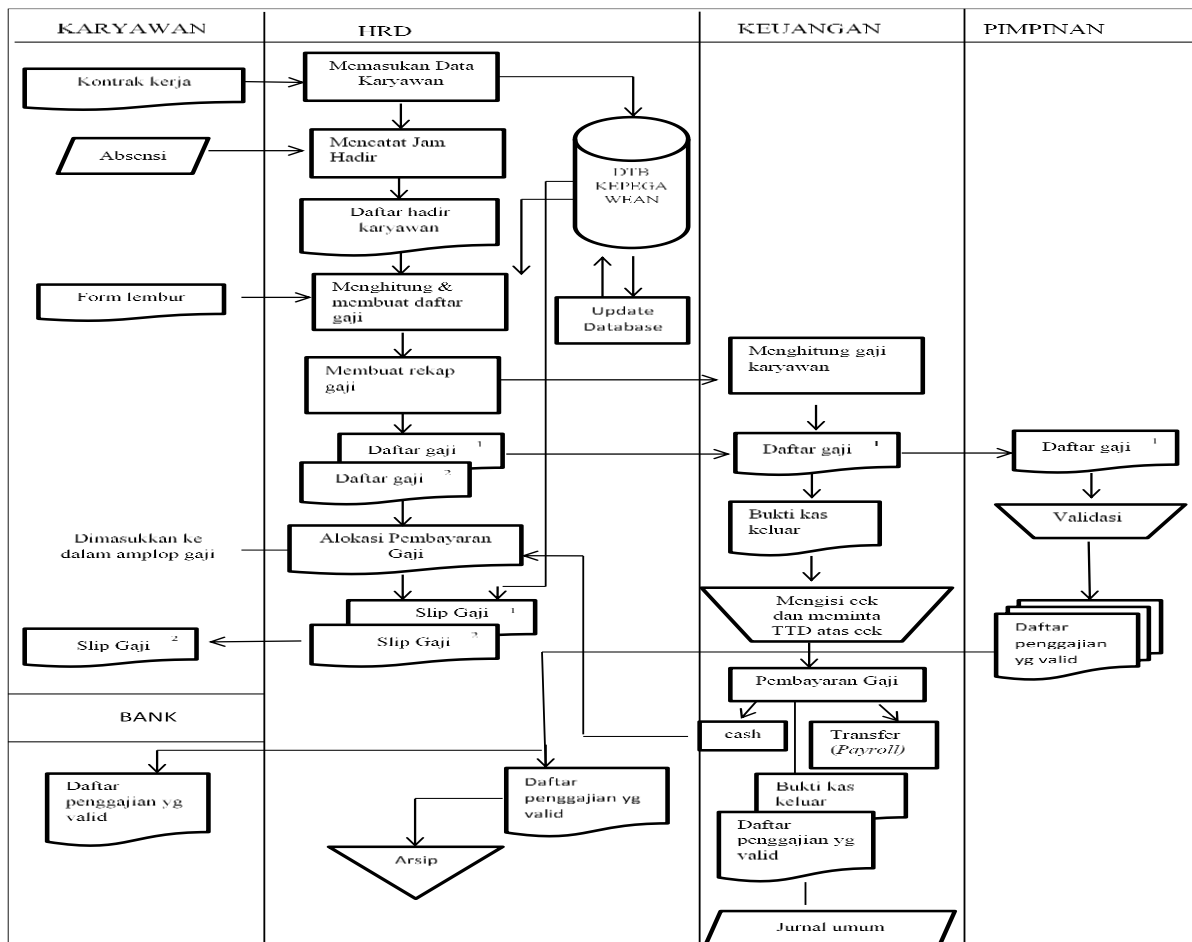 KARYAWAN
HRD
KEUANGAN
PIMPINAN
Kontrak kerja
Memasukan Data
Karyawan
Absensi
Mencatat Jam
Hadir
DTB
KEPEGA
WEAN
Daftar hadir
karyawan
Form lembur
Menghitung &
membuat daftar
gaji
Update
Database
Membuat rekap
gaji
Menghitung gaji
karyawan
Daftar gaji 1
Daftar gaji 2
Daftar gaji 1
Daftar gaji 1
Bukti kas
keluar
Validasi
Dimasukkan ke
dalam amplop gaji
Alokasi Pembayaran
Gaji
Slip Gaji 1
Slip Gaji 2
Slip Gaji 2
Mengisi cek
dan meminta
TTD atas cek
Daftar
penggajian
yg valid
Pembayaran Gaji
cash
Transfer
(Payroll)
BANK
Daftar
penggajian yg
valid
Daftar
penggajian yg
valid
Arsip
Bukti kas
keluar
Daftar
penggajian yg
valid
Jurnal umum